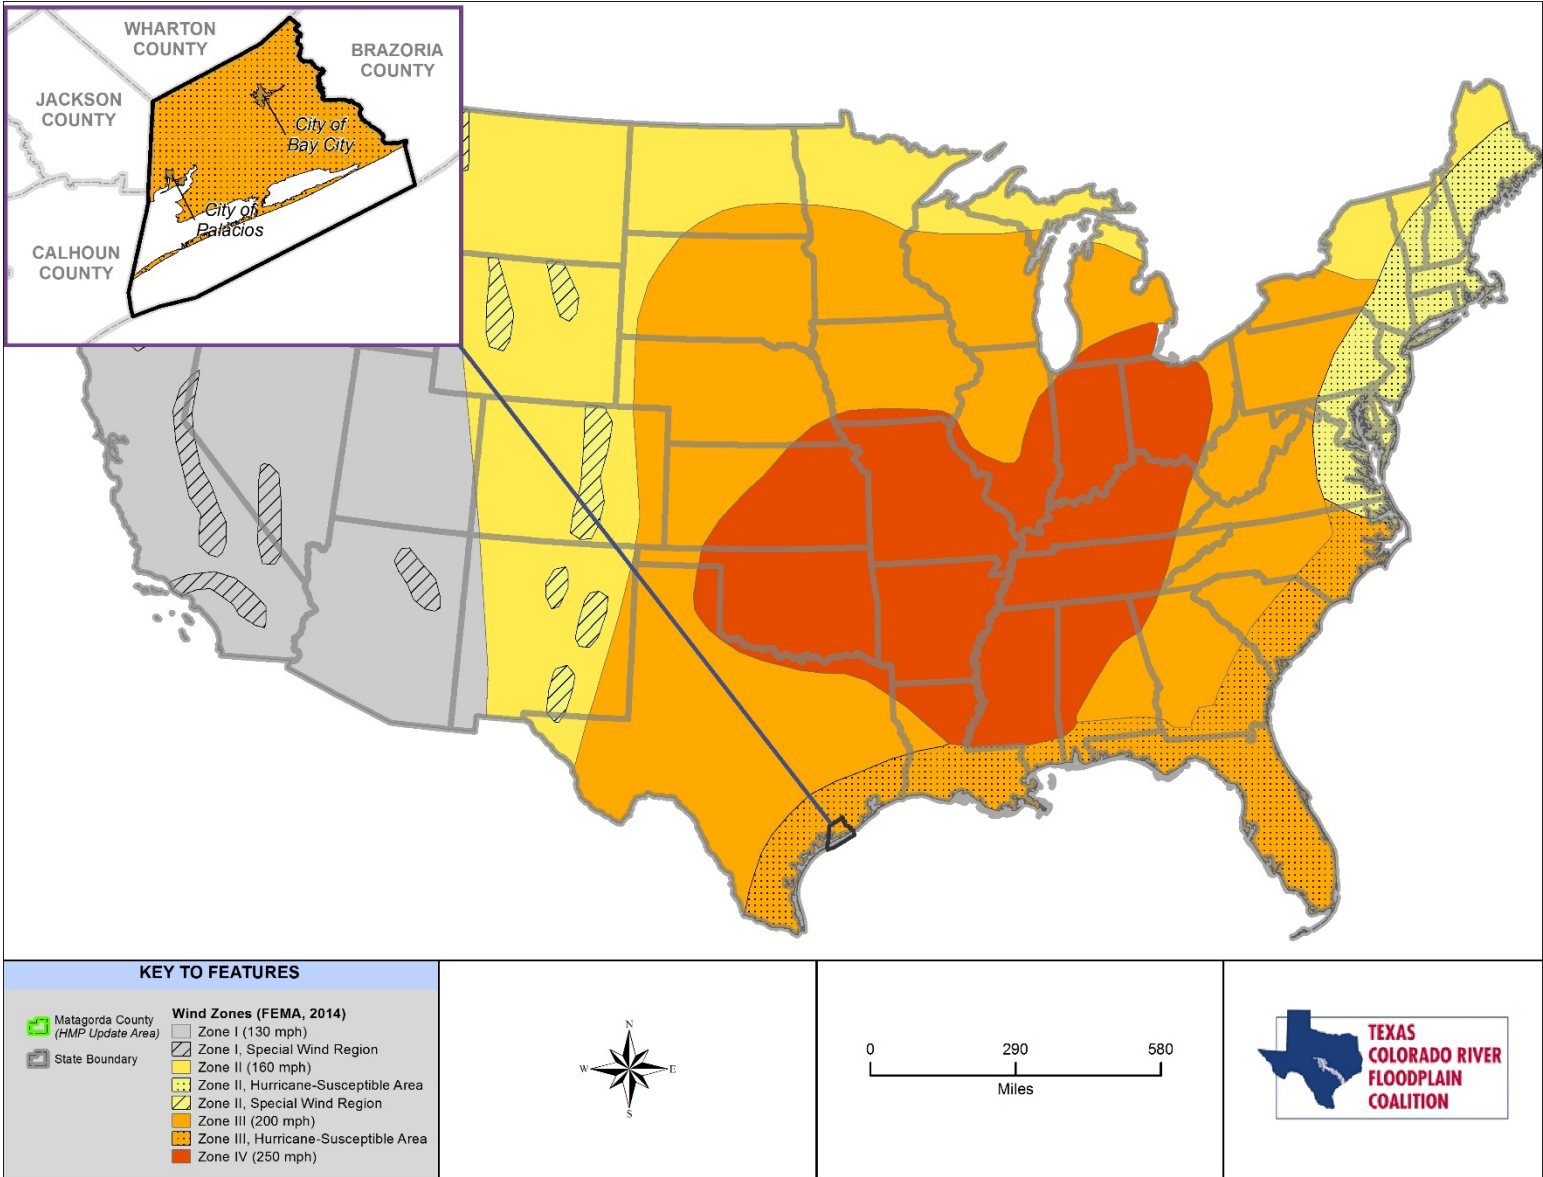 WHARTON
COUNTY
BRAZORIA
COUNTY
JACKSON
COUNTY
City of
Bay City
City of
Palacios
CALHOUN
COUNTY
KEY TO FEATURES
Matagorda County
(HMP Update Area)
State Boundary
Wind Zones (FEMA, 2014)
Zone I (130 mph)
Zone I, Special Wind Region
Zone II (160 mph)
Zone II, Hurricane-Susceptible Area
Zone II, Special Wind Region
Zone III (200 mph)
Zone III, Hurricane-Susceptible Area
Zone IV (250 mph)
N
W
E
S
0 290 580
Miles
TEXAS
COLORADO RIVER
FLOODPLAIN
COALITION